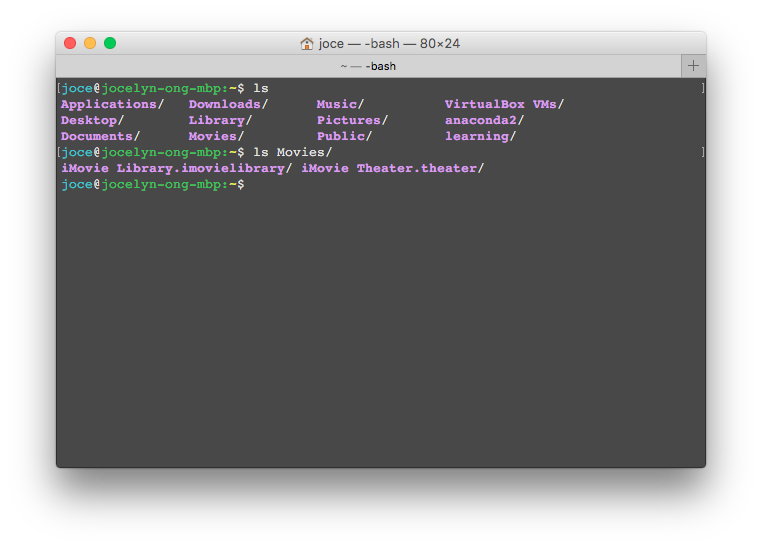 joce — -bash — 80×24
~ — -bash
[joce@jocelyn-ong-mbp:~$ ls ]
Applications/ Downloads/ Music/ VirtualBox VMs/
Desktop/ Library/ Pictures/ anaconda2/
Documents/ Movies/ Public/ learning/
[joce@jocelyn-ong-mbp:~$ ls Movies/ ]
iMovie Library.imovielibrary/ iMovie Theater.theater/
joce@jocelyn-ong-mbp:~$